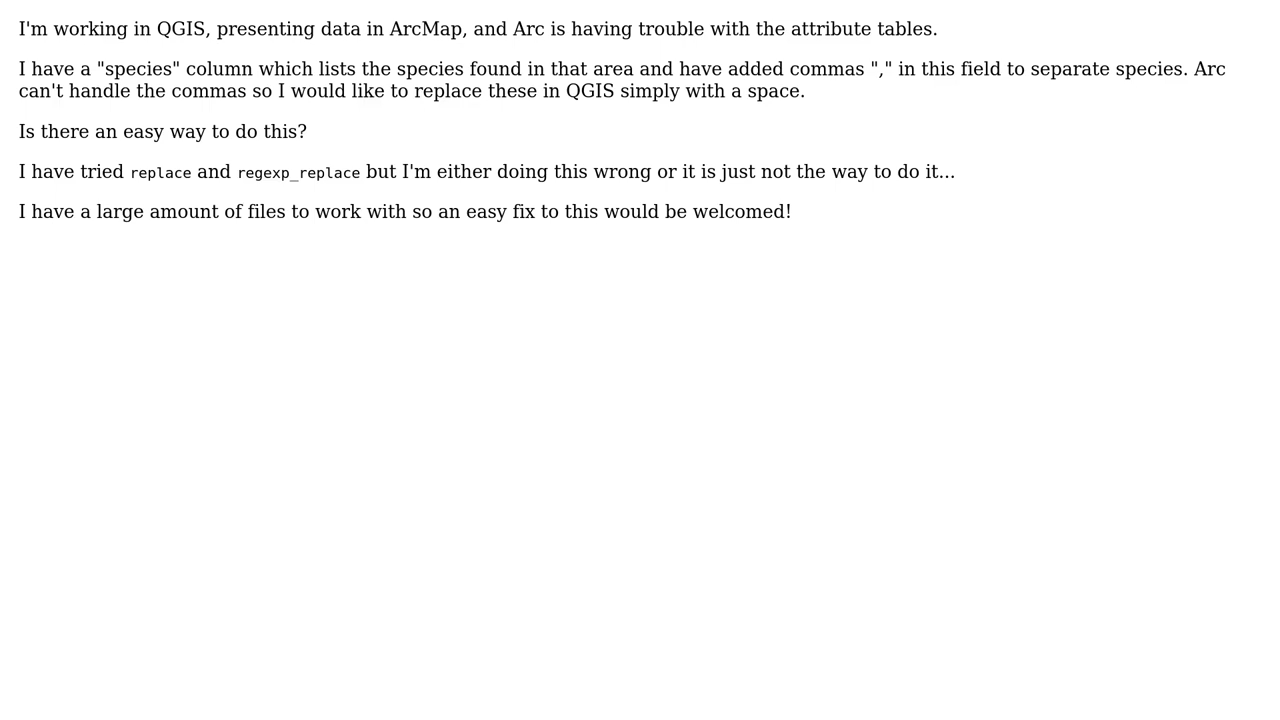 I'm working in QGIS, presenting data in ArcMap, and Arc is having trouble with the attribute tables.
I have a "species" column which lists the species found in that area and have added commas "," in this field to separate species. Arc
can't handle the commas so I would like to replace these in QGIS simply with a space.
Is there an easy way to do this?
I have tried replace and regexp_replace but I'm either doing this wrong or it is just not the way to do it...
I have a large amount of files to work with so an easy fix to this would be welcomed!